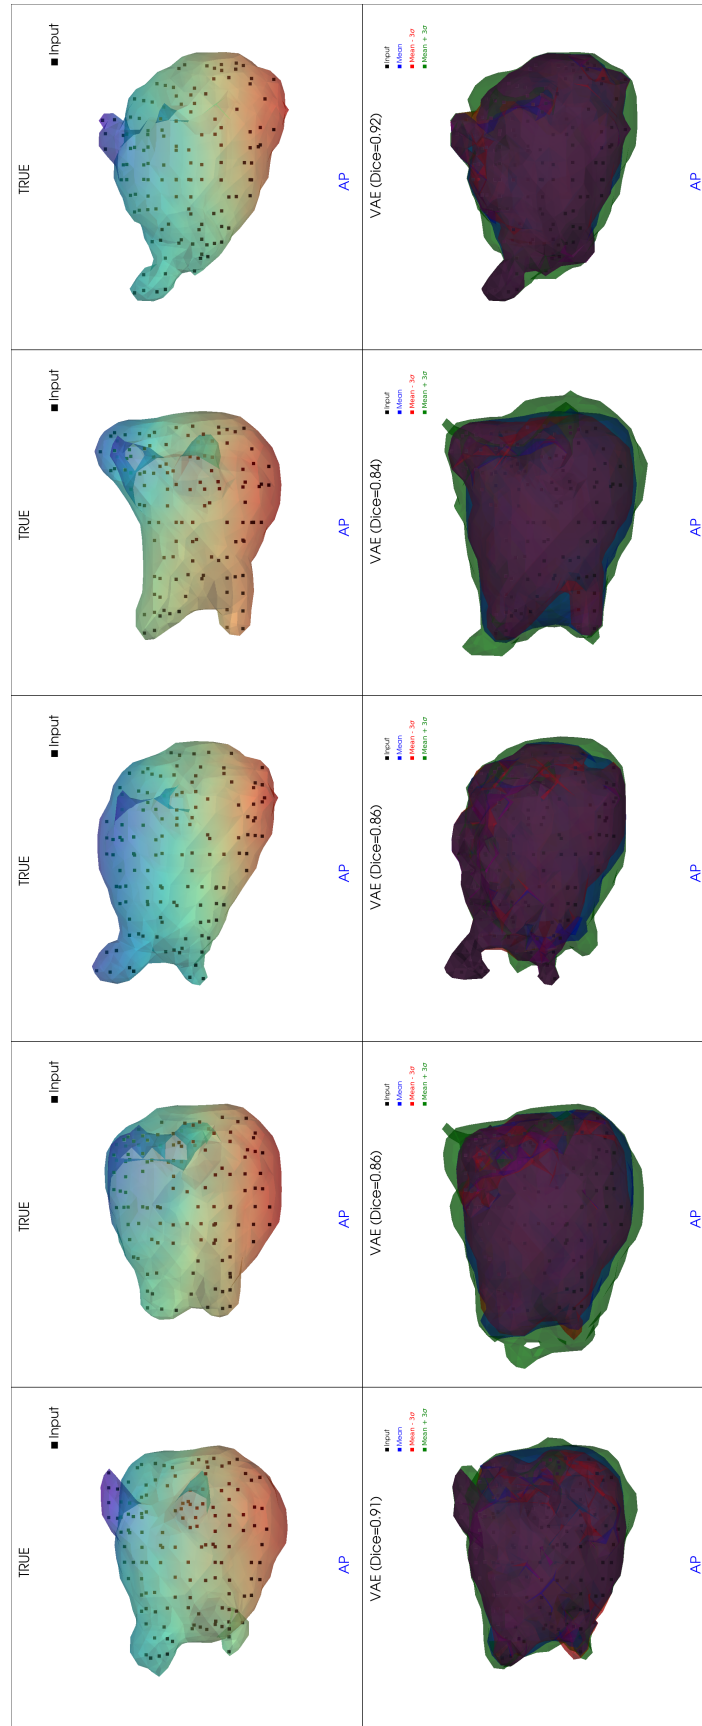 TRUE
Input
AP
TRUE
Input
AP
TRUE
Input
AP
TRUE
Input
AP
TRUE
Input
AP
VAE (Dice=0.91)
Input
Mean
Mean - 3σ
Mean + 3σ
AP
VAE (Dice=0.86)
Input
Mean
Mean - 3σ
Mean + 3σ
AP
VAE (Dice=0.86)
Input
Mean
Mean - 3σ
Mean + 3σ
AP
VAE (Dice=0.84)
Input
Mean
Mean - 3σ
Mean + 3σ
AP
VAE (Dice=0.92)
Input
Mean
Mean - 3σ
Mean + 3σ
AP